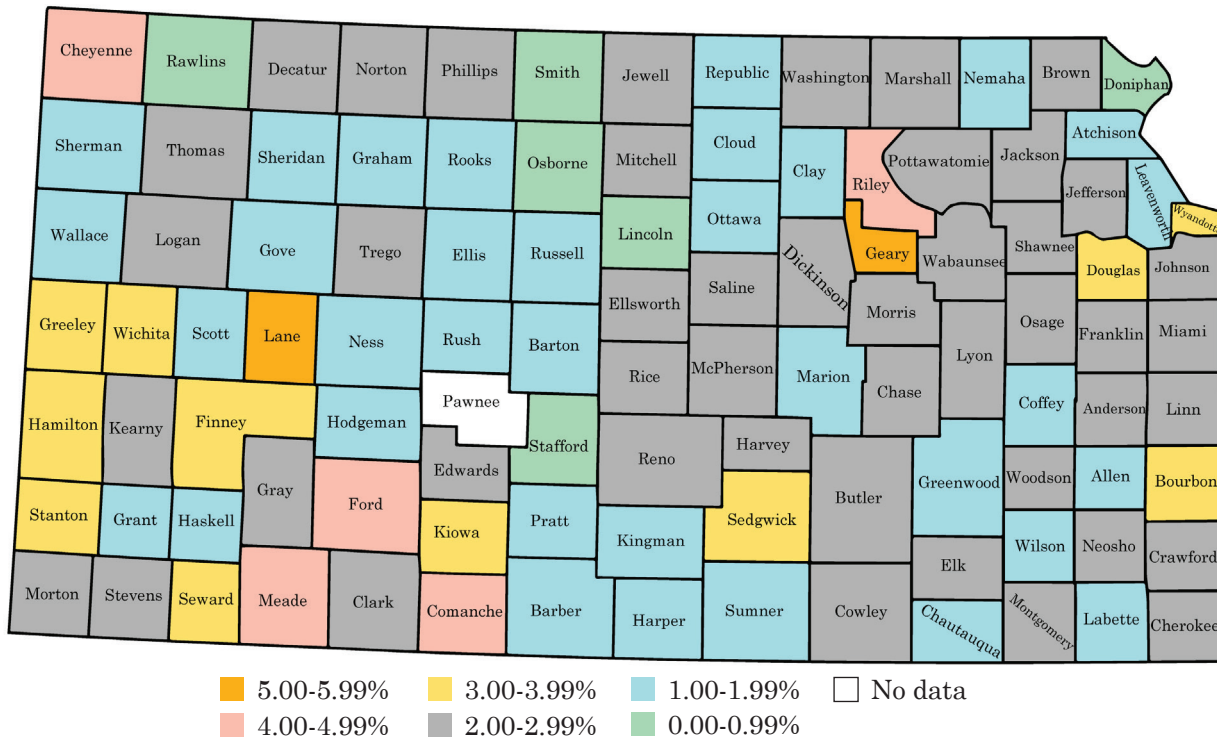 Cheyenne Rawlins Decatur Norton Phillips Smith Jewell Republic Washington Marshall Nemaha Brown Doniphan
Sherman Thomas Sheridan Graham Rooks Osborne Mitchell Cloud Clay Riley Pottawatomie Jackson Atchison
Jefferson Leavenworth Wyandott
Wallace Logan Gove Trego Ellis Russell Lincoln Ottawa Dickinson Geary Wabaunsee Shawnee Douglas Johnson
Greeley Wichita Scott Lane Ness Rush Barton Ellsworth Saline Morris Osage Franklin Miami
Rice McPherson Marion Chase Lyon Coffey Anderson Linn
Hamilton Kearny Finney Hodgeman Pawnee Stafford
Gray Edwards Reno Harvey Butler Greenwood Woodson Allen Bourbon
Stanton Grant Haskell Ford Kiowa Pratt Kingman Sedgwick Elk Wilson Neosho Crawford
Morton Stevens Seward Meade Clark Comanche Barber Harper Sumner Cowley Chautauqua Montgomery Labette Cherokee
5.00-5.99% 3.00-3.99% 1.00-1.99% No data
4.00-4.99% 2.00-2.99% 0.00-0.99%